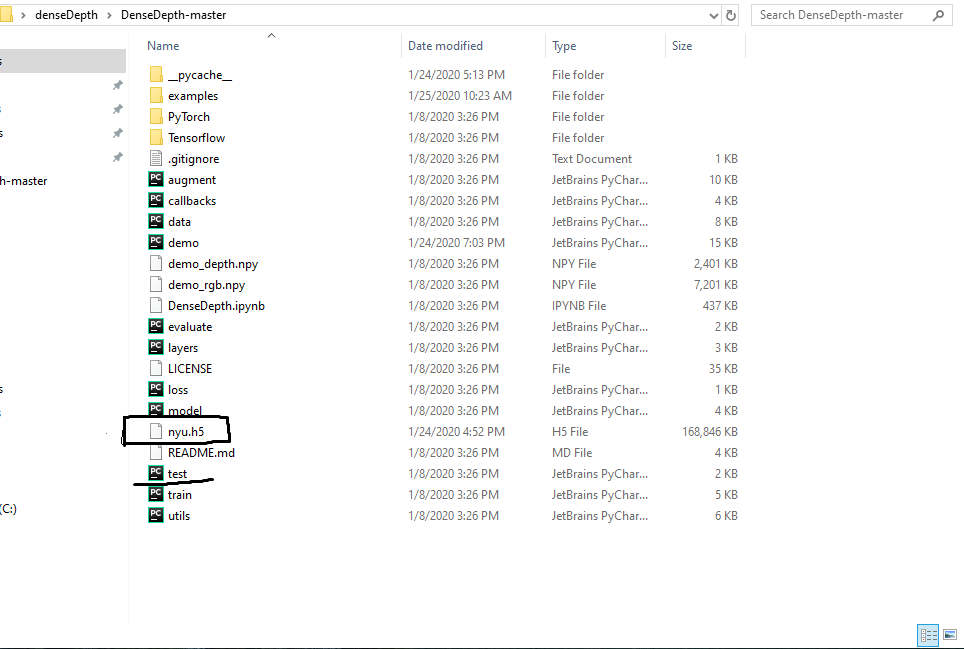 denseDepth > DenseDepth-master
Search DenseDepth-master
Name Date modified Type Size
__pycache__ 1/24/2020 5:13 PM File folder
examples 1/25/2020 10:23 AM File folder
PyTorch 1/8/2020 3:26 PM File folder
Tensorflow 1/8/2020 3:26 PM File folder
.gitignore 1/8/2020 3:26 PM Text Document 1 KB
h-master
PC augment 1/8/2020 3:26 PM JetBrains PyChar... 10 KB
PC callbacks 1/8/2020 3:26 PM JetBrains PyChar... 4 KB
PC data 1/8/2020 3:26 PM JetBrains PyChar... 8 KB
PC demo 1/24/2020 7:03 PM JetBrains PyChar... 15 KB
demo_depth.npy 1/8/2020 3:26 PM NPY File 2,401 KB
demo_rgb.npy 1/8/2020 3:26 PM NPY File 7,201 KB
DenseDepth.ipynb 1/8/2020 3:26 PM IPYNB File 437 KB
PC evaluate 1/8/2020 3:26 PM JetBrains PyChar... 2 KB
PC layers 1/8/2020 3:26 PM JetBrains PyChar... 3 KB
LICENSE 1/8/2020 3:26 PM File 35 KB
PC loss 1/8/2020 3:26 PM JetBrains PyChar... 1 KB
PC model 1/8/2020 3:26 PM JetBrains PyChar... 4 KB
nyu.h5 1/24/2020 4:52 PM H5 File 168,846 KB
README.md 1/8/2020 3:26 PM MD File 4 KB
PC test 1/8/2020 3:26 PM JetBrains PyChar... 2 KB
PC train 1/8/2020 3:26 PM JetBrains PyChar... 5 KB
(C:)
PC utils 1/8/2020 3:26 PM JetBrains PyChar... 6 KB